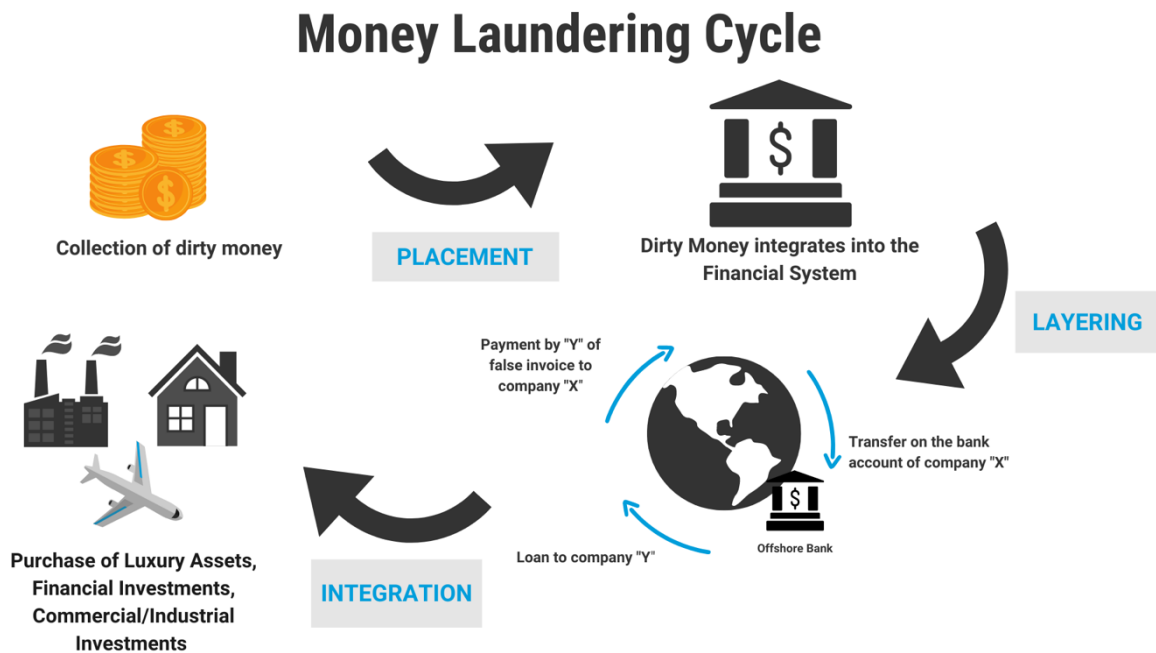 Money Laundering Cycle
Collection of dirty money
PLACEMENT
Dirty Money integrates into the
Financial System
LAYERING
Payment by "Y" of
false invoice to
company "X"
Transfer on the bank
account of company "X"
Offshore Bank
Loan to company "Y"
INTEGRATION
Purchase of Luxury Assets,
Financial Investments,
Commercial/Industrial
Investments